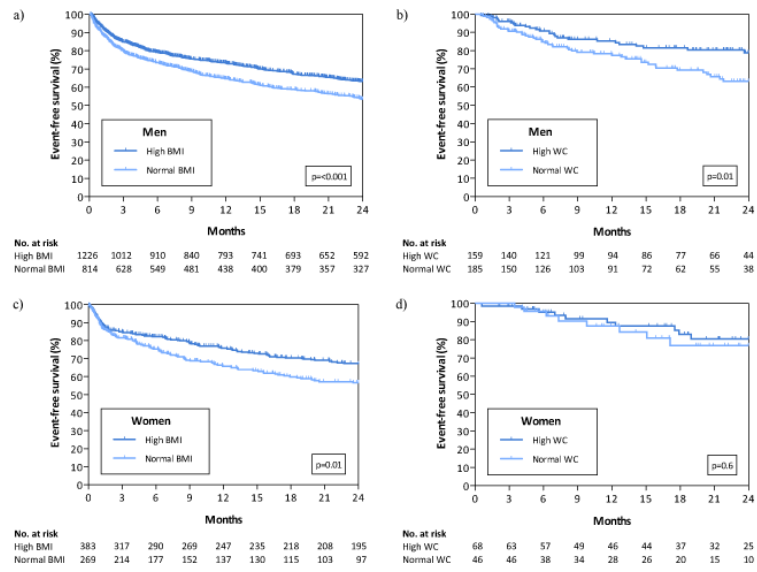 a)
Event-free survival (%)
100
90
80
70
60
50
40
30
20
10
0
Men
High BMI
Normal BMI
p=<0.001
0 3 6 9 12 15 18 21 24
Months
No. at risk
High BMI 1226 1012 910 840 793 741 693 652 592
Normal BMI 814 628 549 481 438 400 379 357 327
b)
Event-free survival (%)
100
90
80
70
60
50
40
30
20
10
0
Men
High WC
Normal WC
p=0.01
0 3 6 9 12 15 18 21 24
Months
No. at risk
High WC 159 140 121 99 94 86 77 66 44
Normal WC 185 150 126 103 91 72 62 55 38
c)
Event-free survival (%)
100
90
80
70
60
50
40
30
20
10
0
Women
High BMI
Normal BMI
p=0.01
0 3 6 9 12 15 18 21 24
Months
No. at risk
High BMI 383 317 290 269 247 235 218 208 195
Normal BMI 269 214 177 152 137 130 115 103 97
d)
Event-free survival (%)
100
90
80
70
60
50
40
30
20
10
0
Women
High WC
Normal WC
p=0.6
0 3 6 9 12 15 18 21 24
Months
No. at risk
High WC 68 63 57 49 46 44 37 32 25
Normal WC 46 46 38 34 28 26 20 15 10